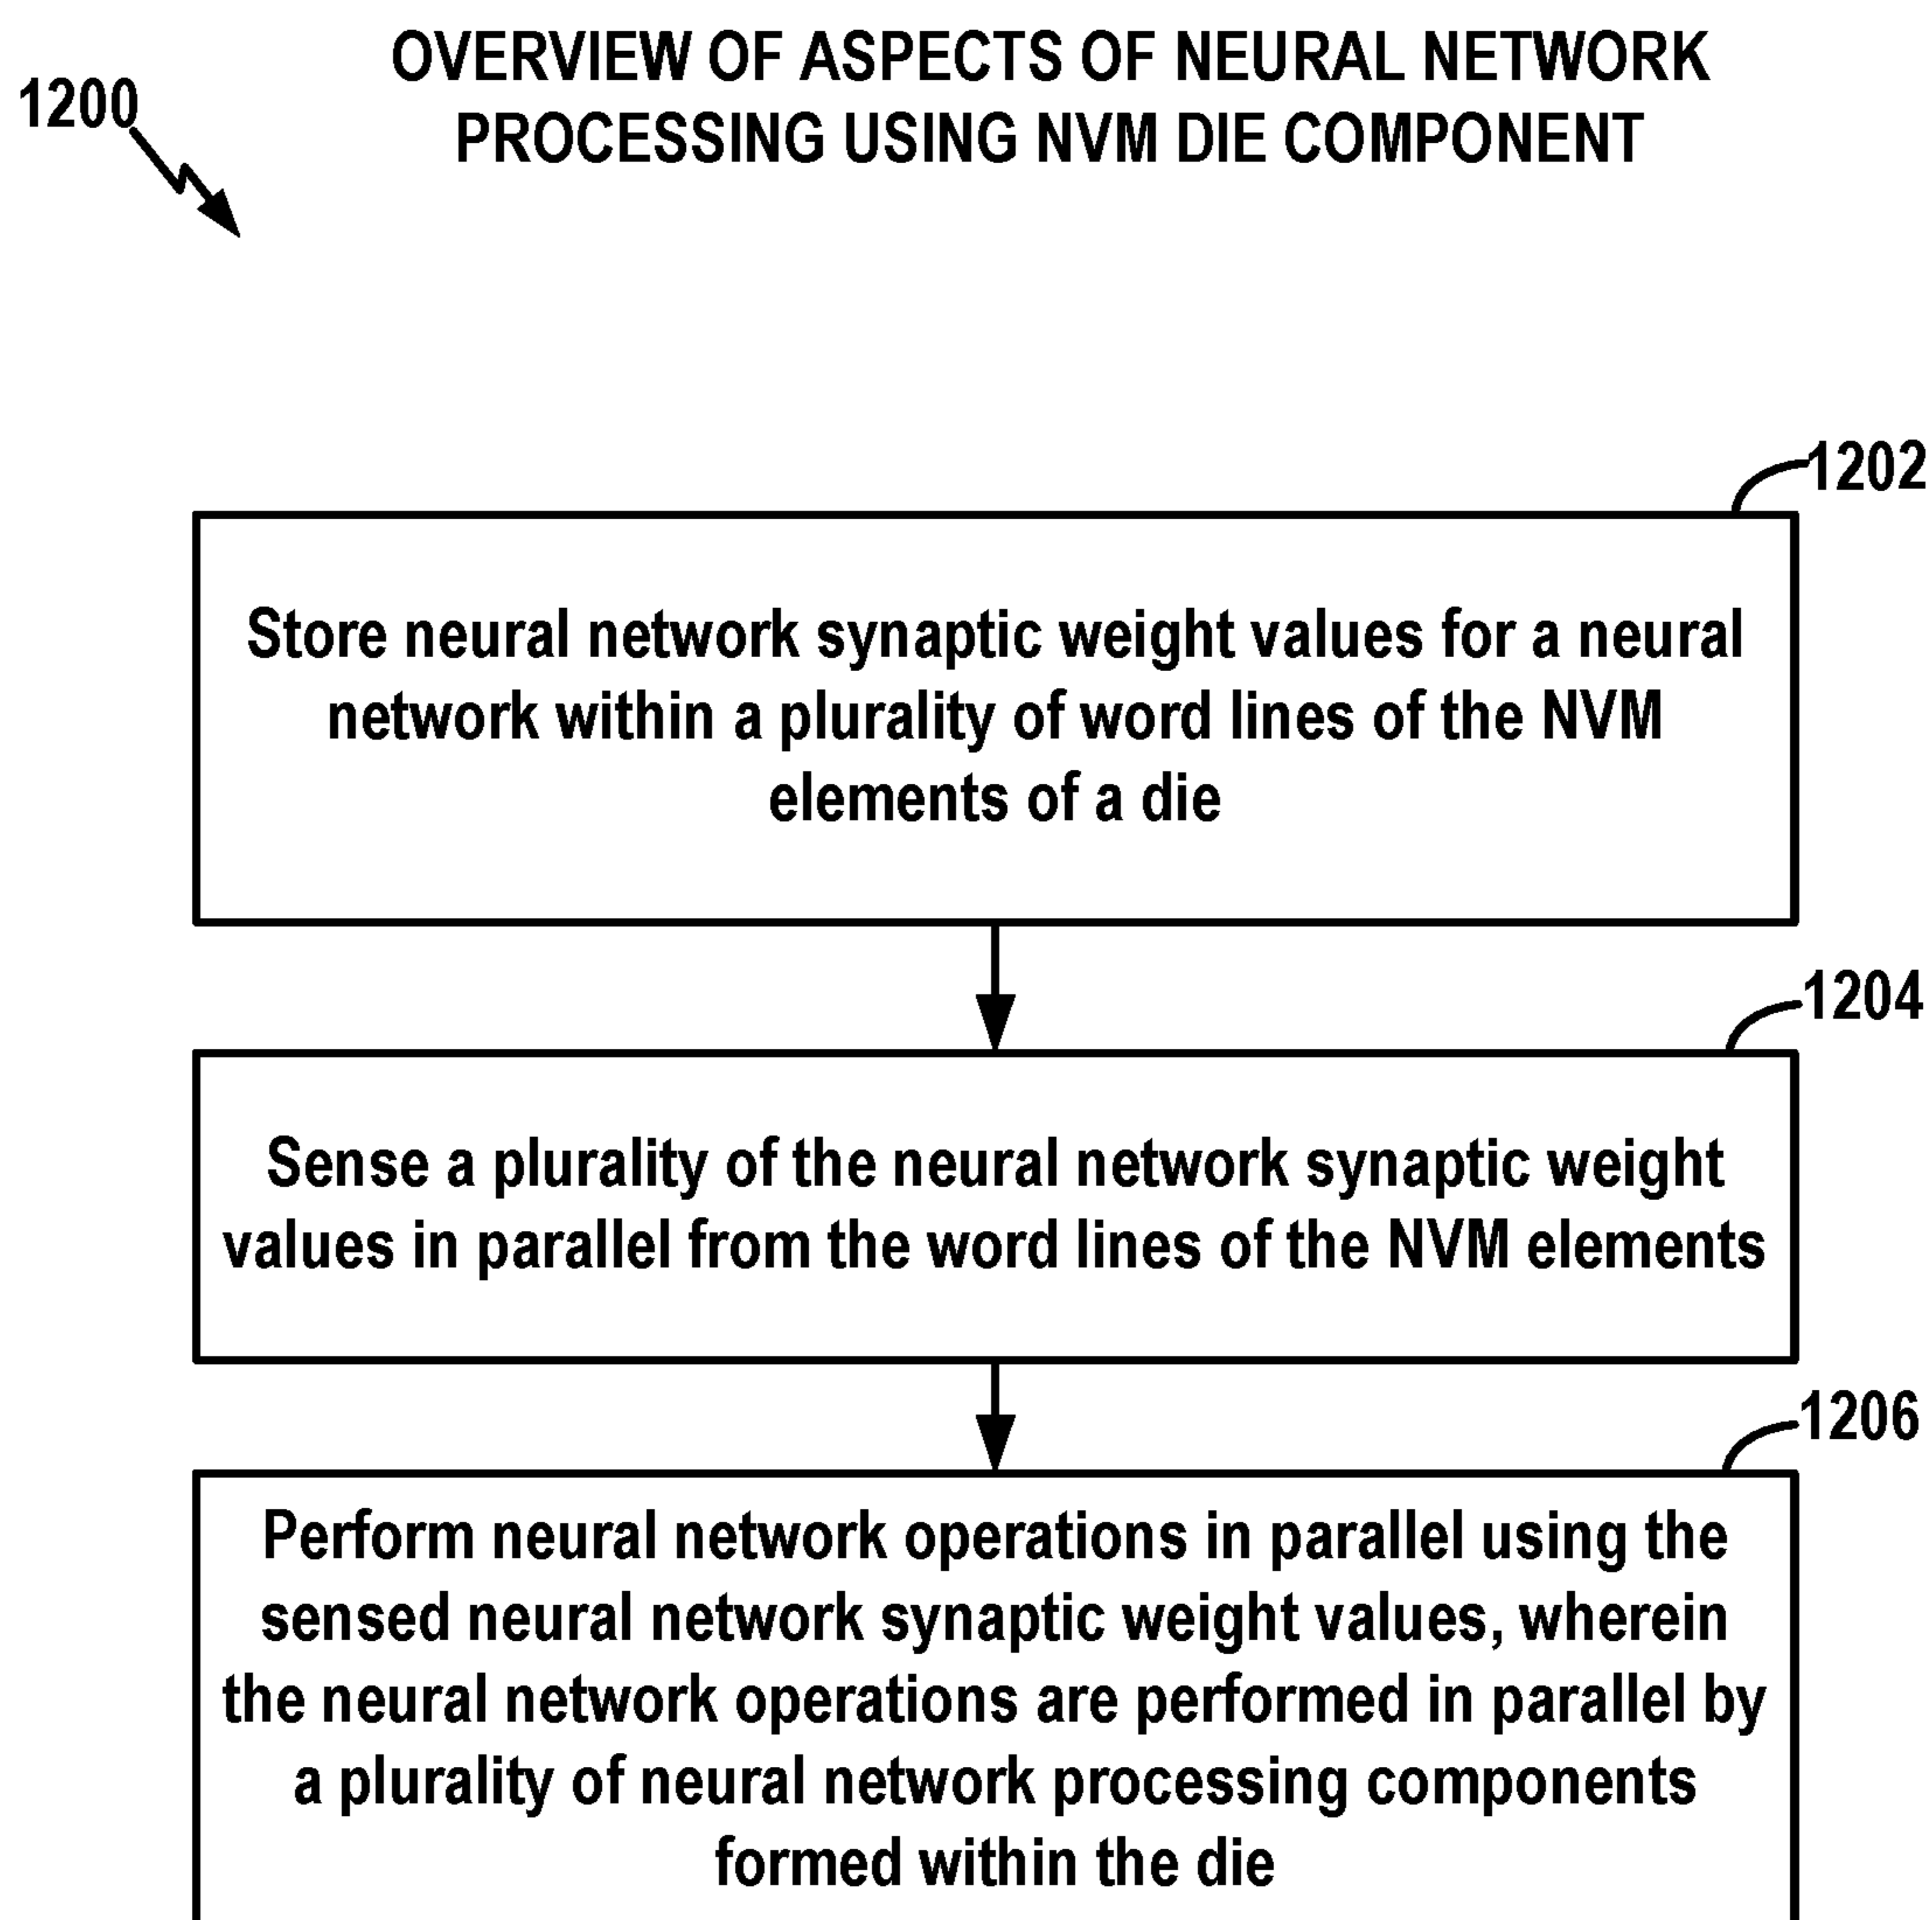 OVERVIEW OF ASPECTS OF NEURAL NETWORK
PROCESSING USING NVM DIE COMPONENT
1200
1202
Store neural network synaptic weight values for a neural
network within a plurality of word lines of the NVM
elements of a die
1204
Sense a plurality of the neural network synaptic weight
values in parallel from the word lines of the NVM elements
1206
Perform neural network operations in parallel using the
sensed neural network synaptic weight values, wherein
the neural network operations are performed in parallel by
a plurality of neural network processing components
formed within the die